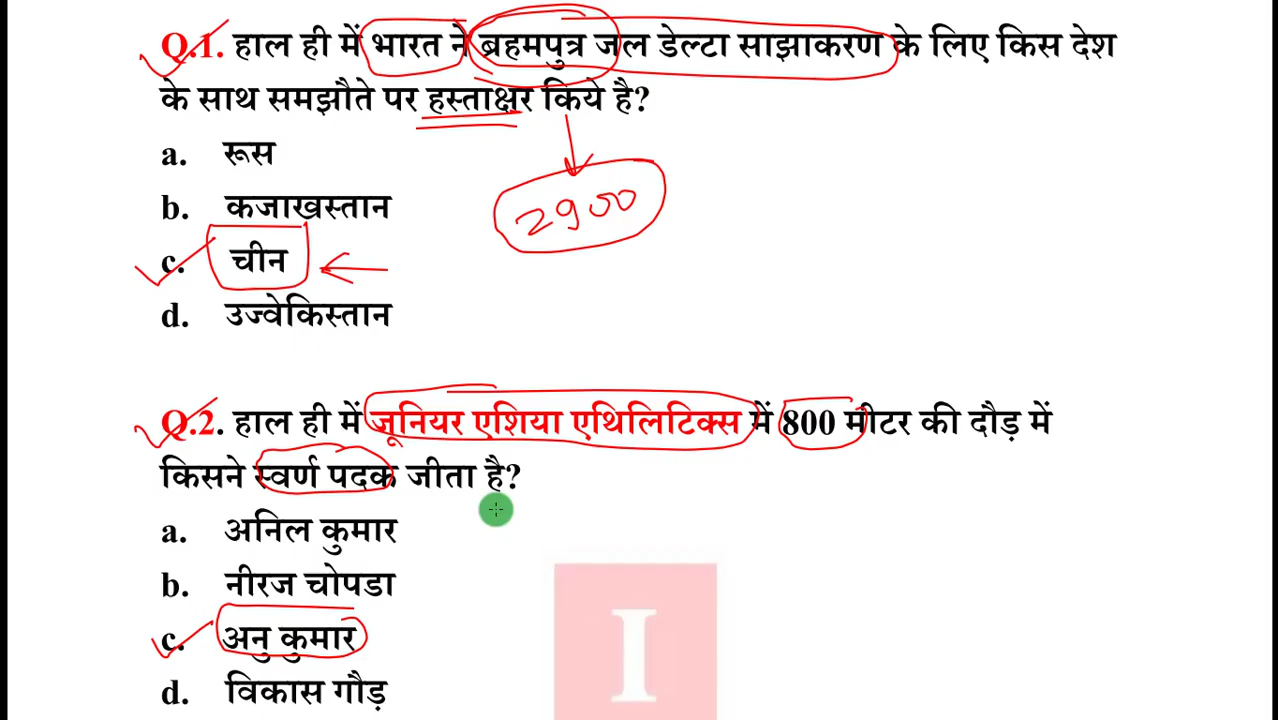 Q.1. हाल ही में भारत ने ब्रहमपुत्र जल डेल्टा साझाकरण के लिए किस देश
के साथ समझौते पर हस्ताक्षर किये है?
a. रूस
2900
b. कजाखस्तान
c. चीन
d. उज्वेकिस्तान
Q.2. हाल ही में जूनियर एशिया एथिलिटिक्स में 800 मीटर की दौड़ में
किसने स्वर्ण पदक जीता है?
a. अनिल कुमार
b. नीरज चोपडा
c. अनु कुमार
d. विकास गौड़
I